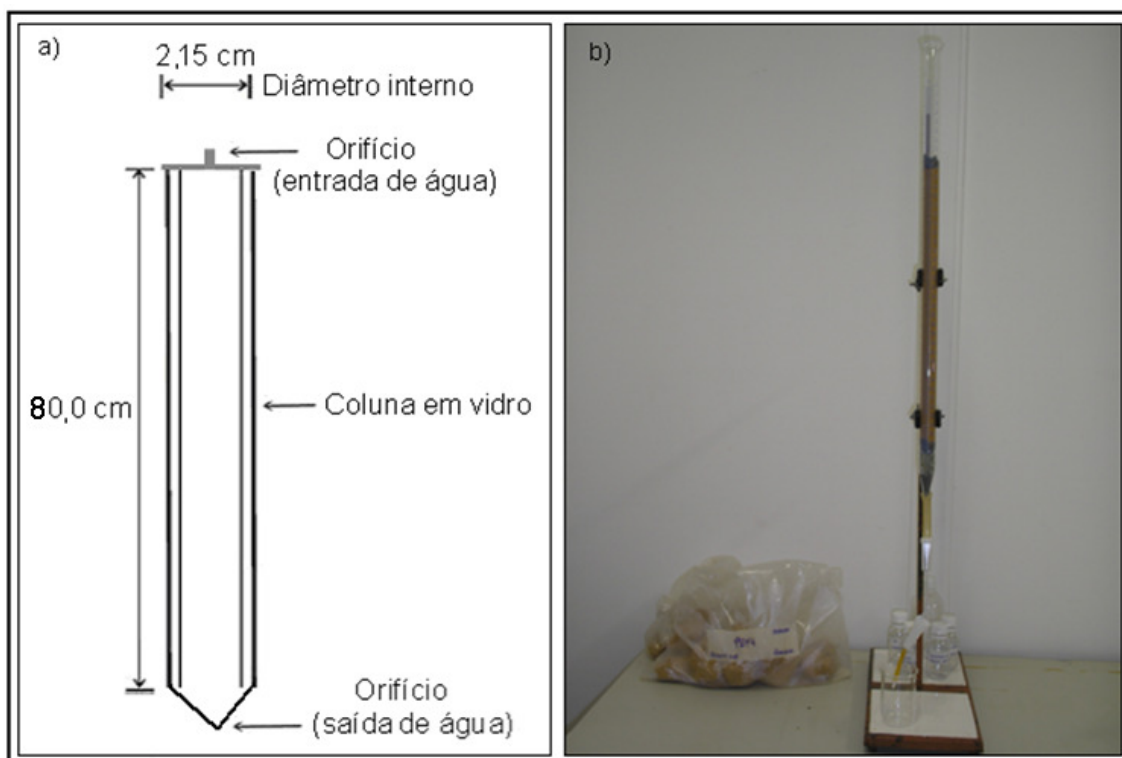 a)
2,15 cm
Diâmetro interno
Orifício
(entrada de água)
80,0 cm
Coluna em vidro
Orifício
(saída de água)
b)